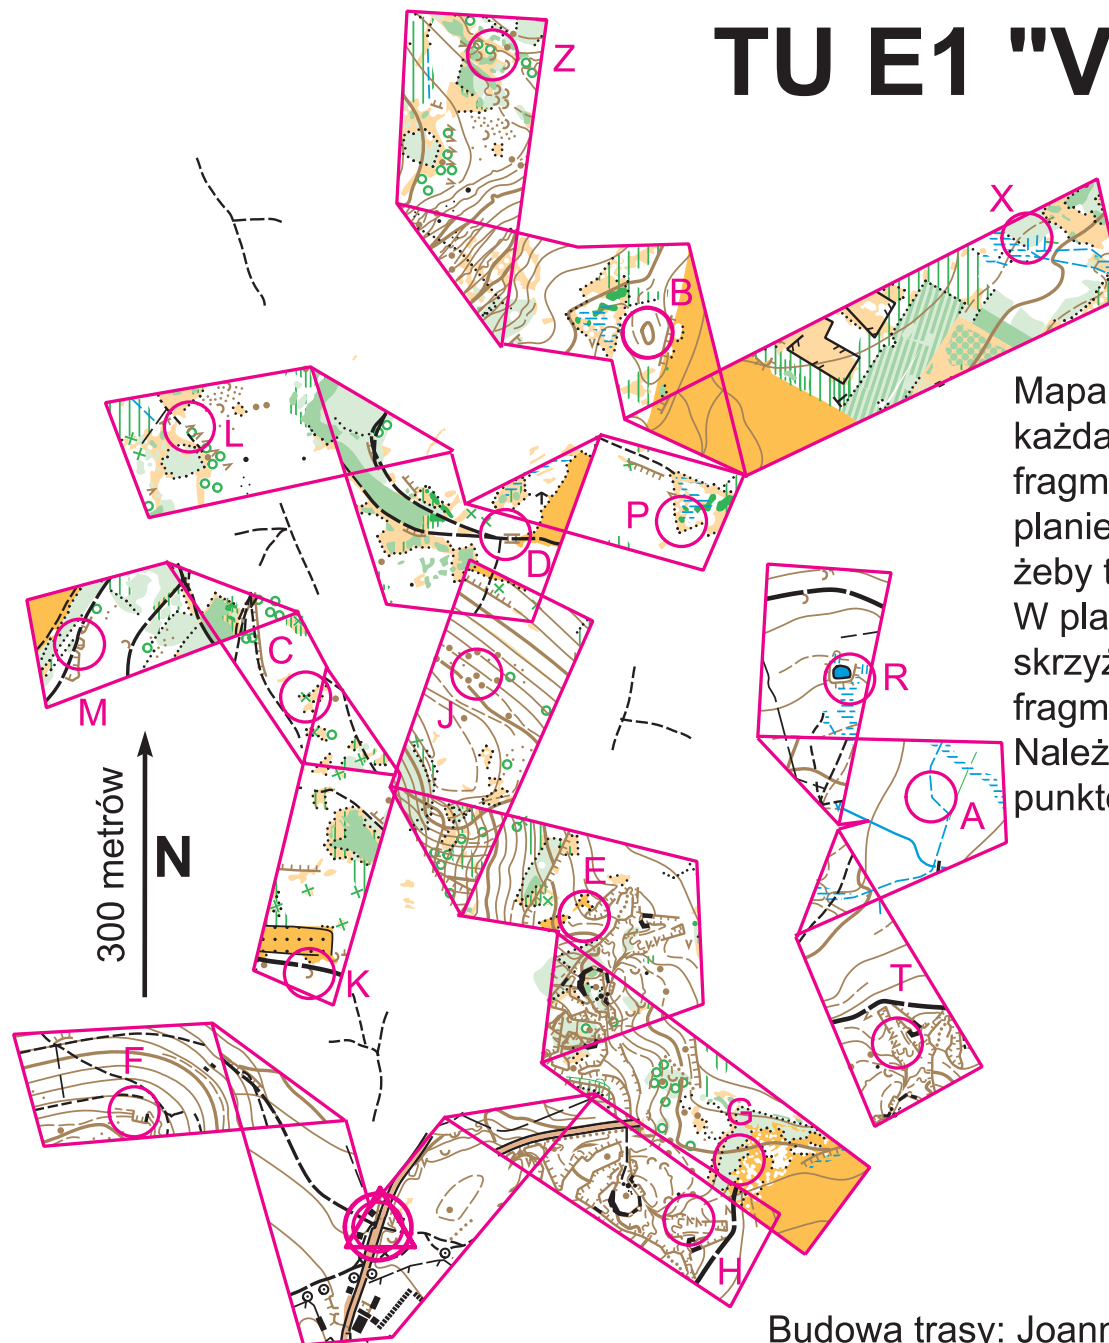 TU E1 "V
Z
X
B
Mapa
każda
fragm
planie
żeby t
W pla
skrzyż
fragm
Należ
punkt
L
P
D
C
M
J
R
A
E
K
T
F
G
H
300 metrów
N
Budowa trasy: Joann